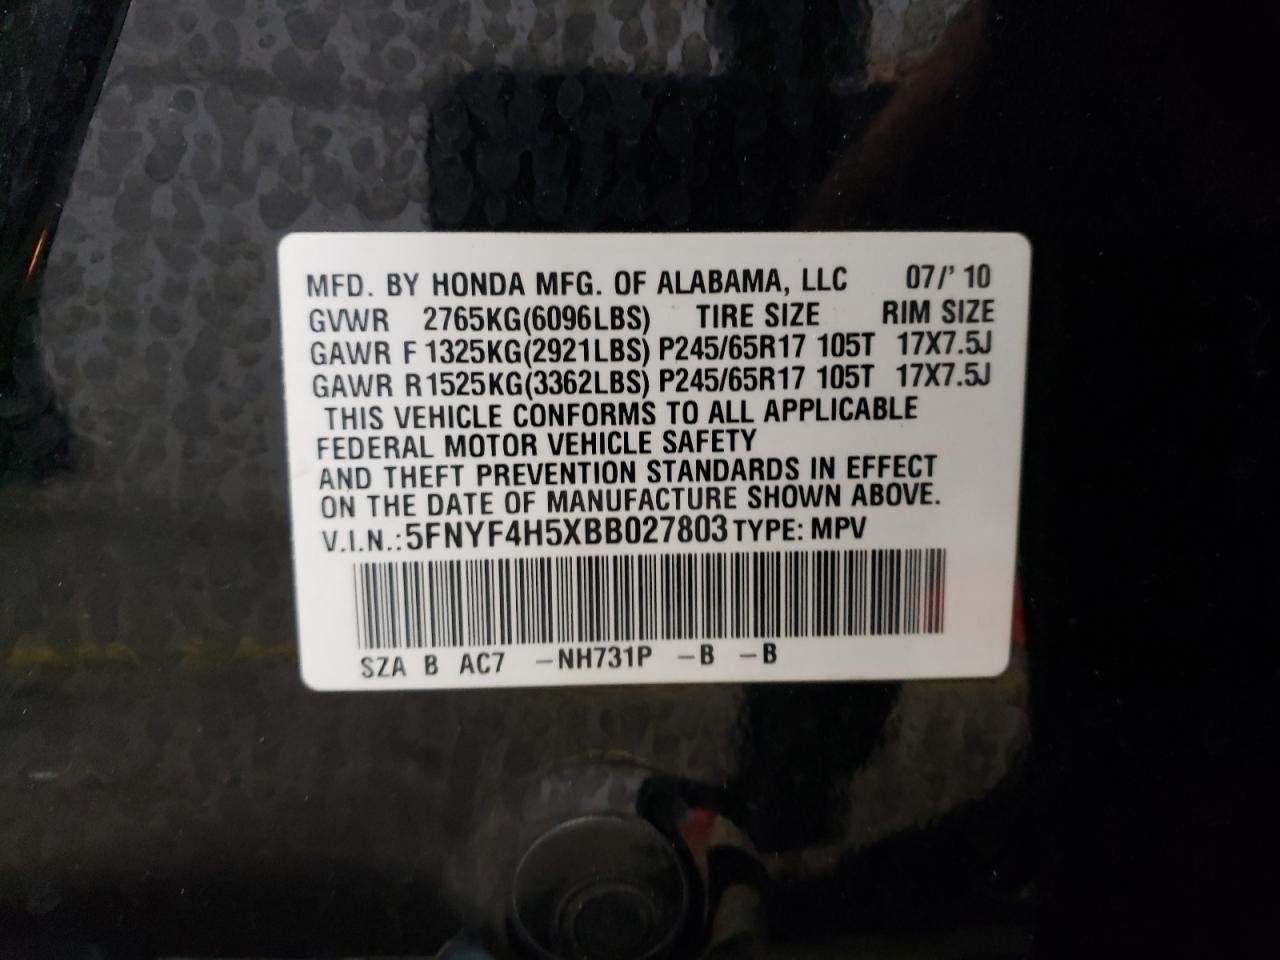 MFD. BY HONDA MFG. OF ALABAMA, LLC 07/' 10
GVWR 2765KG(6096LBS) TIRE SIZE RIM SIZE
GAWR F 1325KG(2921LBS) P245/65R17 105T 17X7.5J
GAWR R 1525KG(3362LBS) P245/65R17 105T 17X7.5J
THIS VEHICLE CONFORMS TO ALL APPLICABLE
FEDERAL MOTOR VEHICLE SAFETY
AND THEFT PREVENTION STANDARDS IN EFFECT
ON THE DATE OF MANUFACTURE SHOWN ABOVE.
V.I.N.: 5FNYF4H5XBB027803 TYPE: MPV
SZA B AC7 -NH731P -B -B